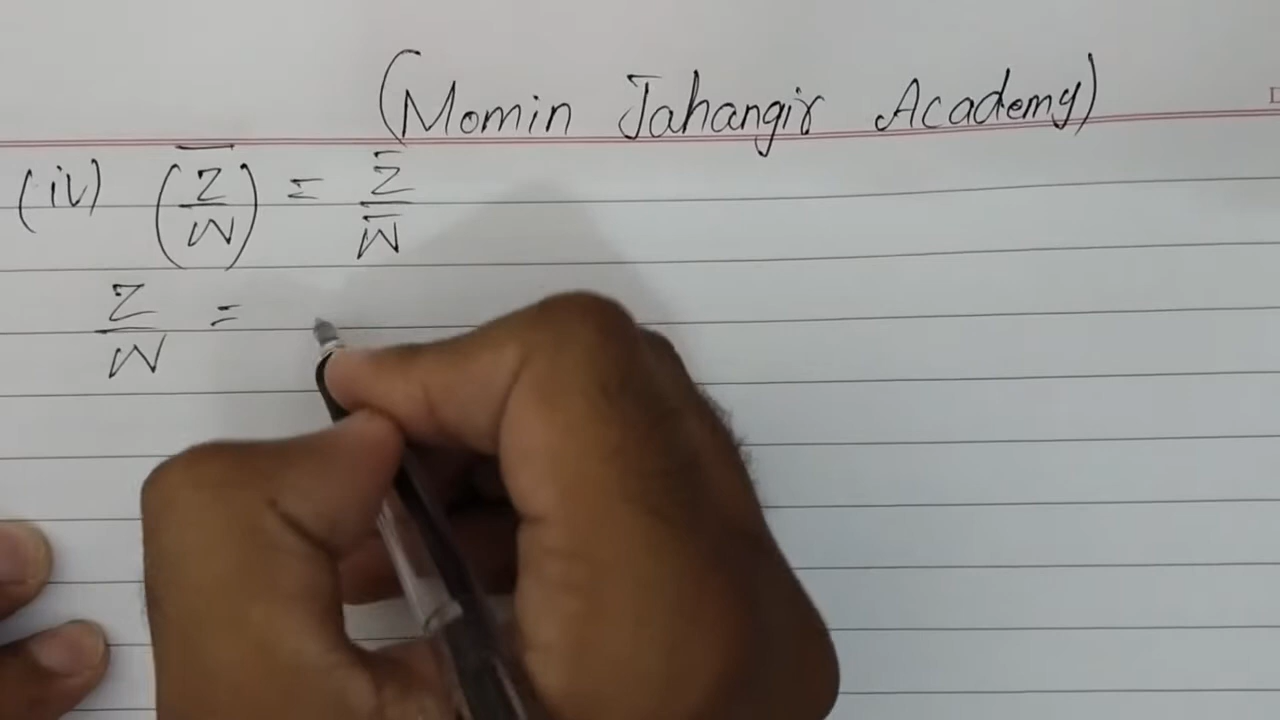 (Momin Jahangir Academy)
(iv) (Z/W)̅ = Z̅/W̅
Z/W =